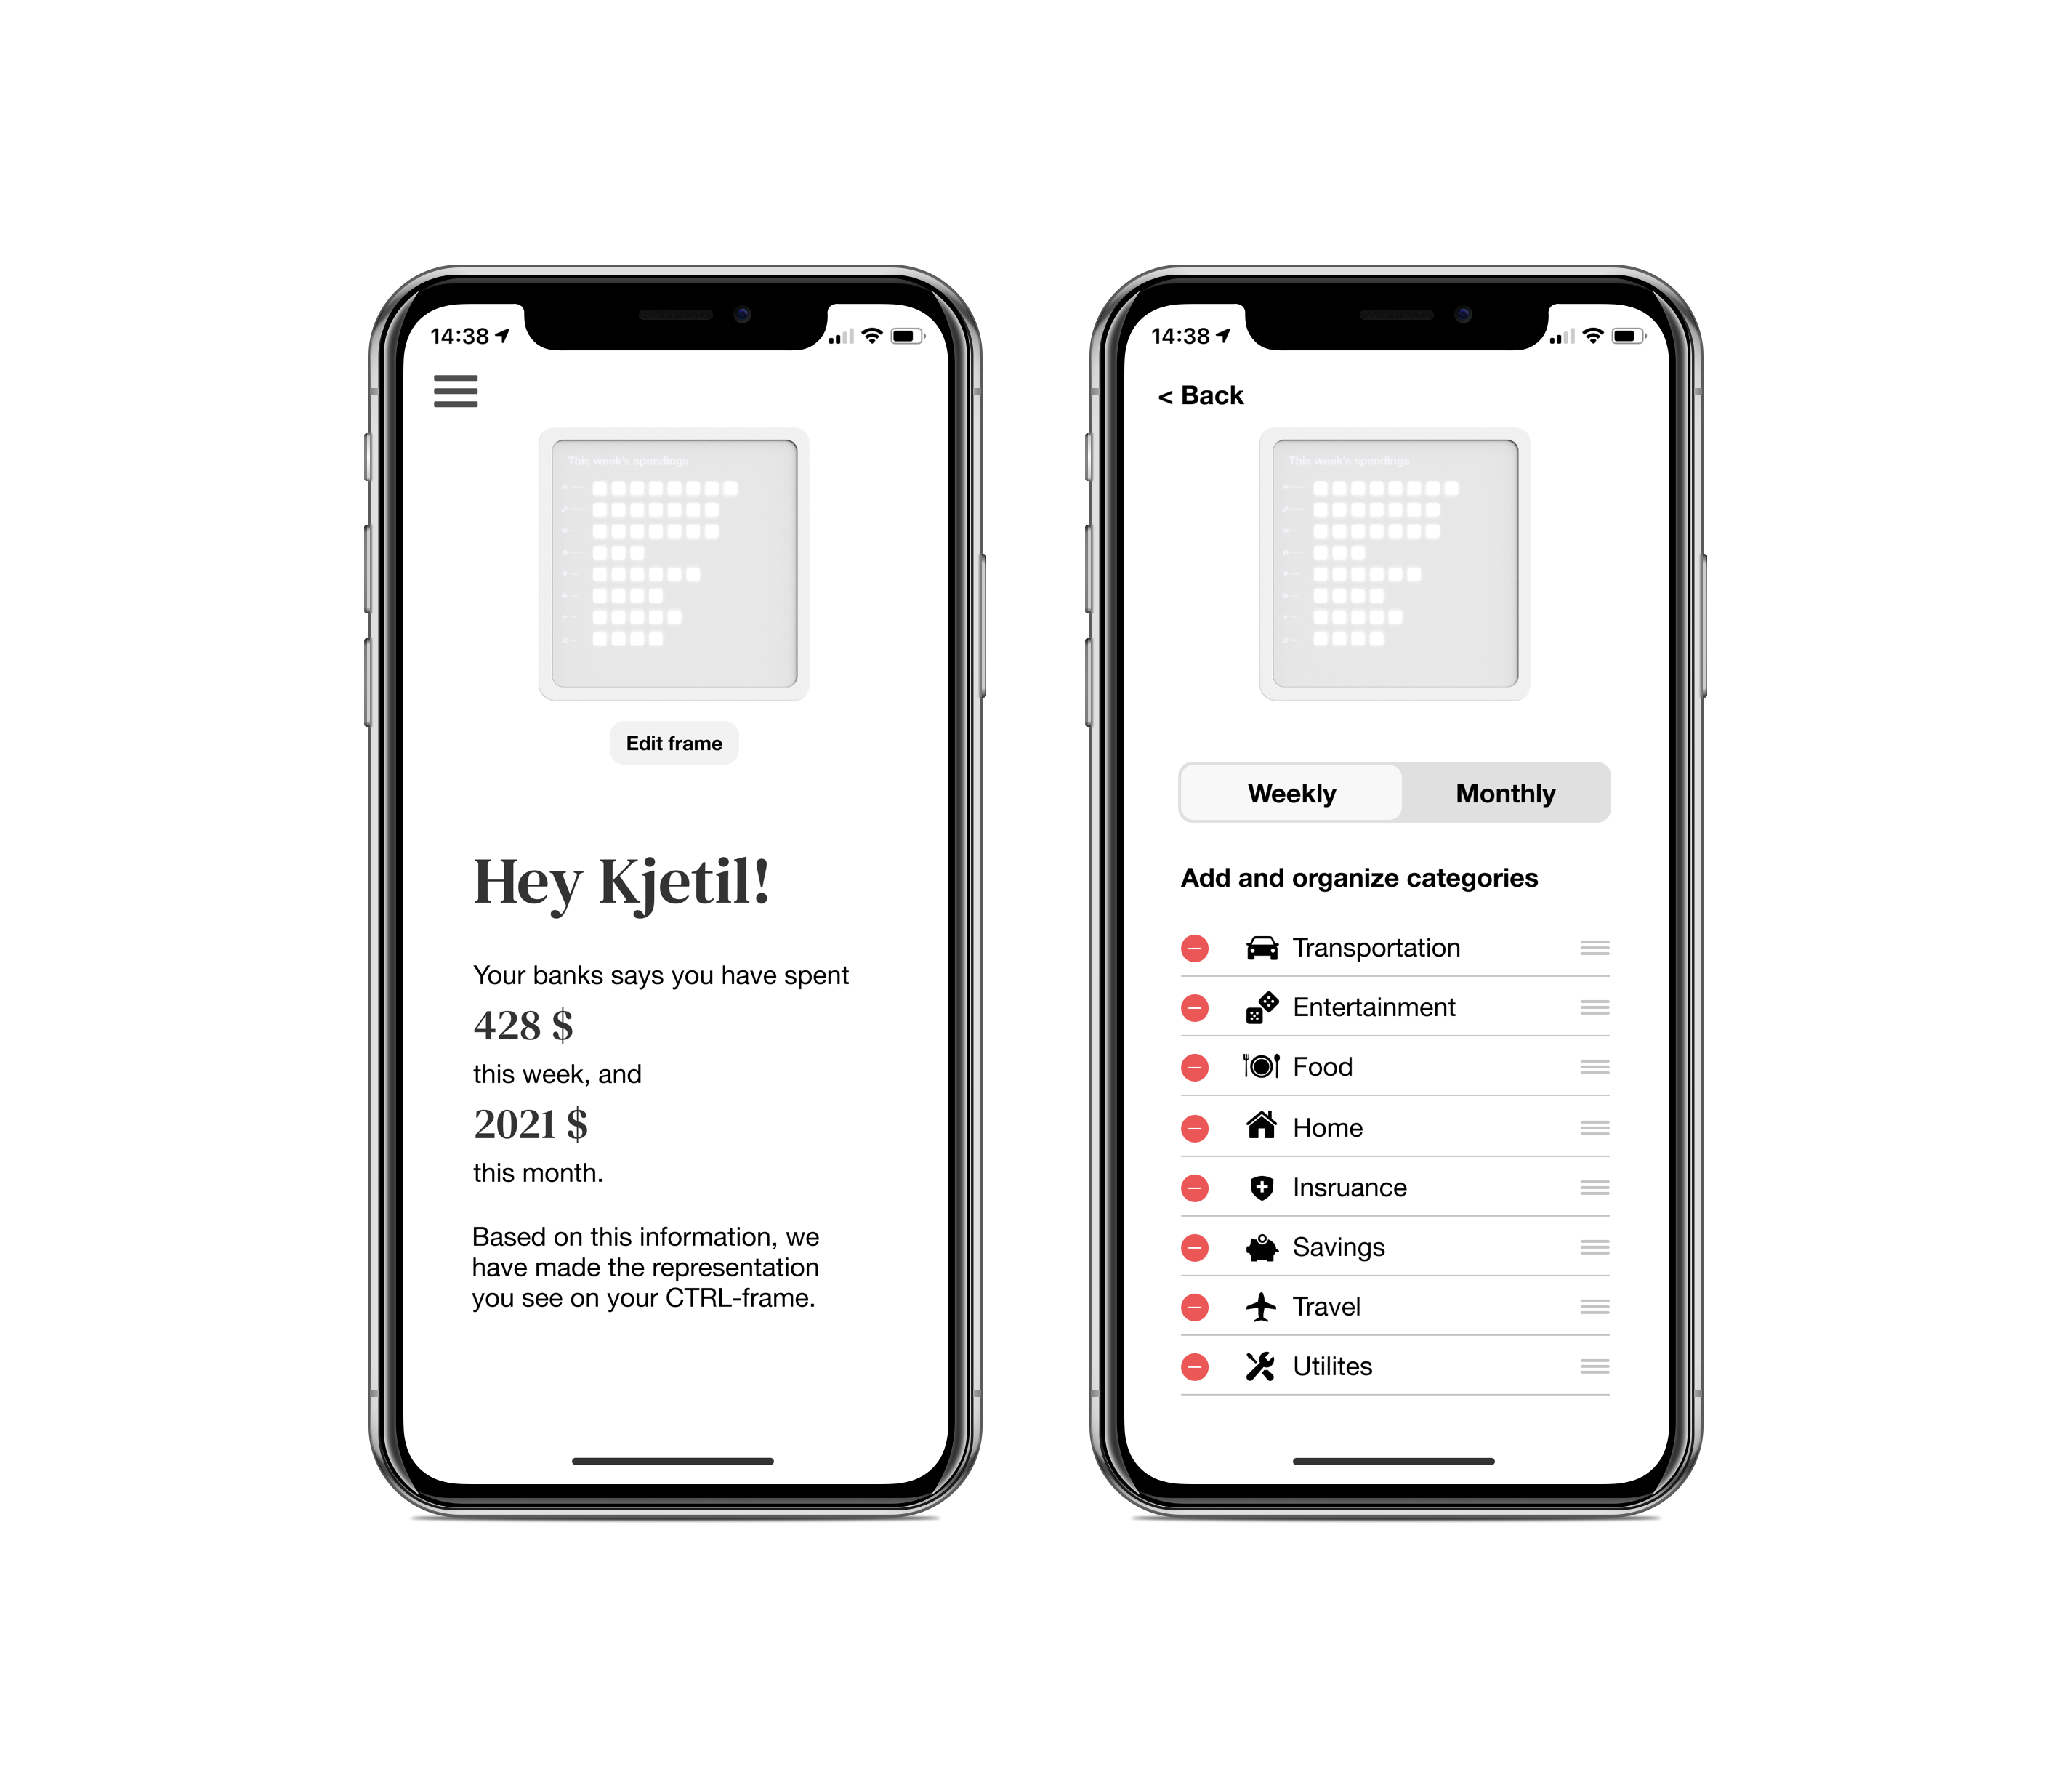 14:38
This week's spendings
Edit frame
Hey Kjetil!
Your banks says you have spent
428 $
this week, and
2021 $
this month.
Based on this information, we
have made the representation
you see on your CTRL-frame.
14:38
< Back
This week's spendings
Weekly
Monthly
Add and organize categories
Transportation
Entertainment
Food
Home
Insruance
Savings
Travel
Utilites